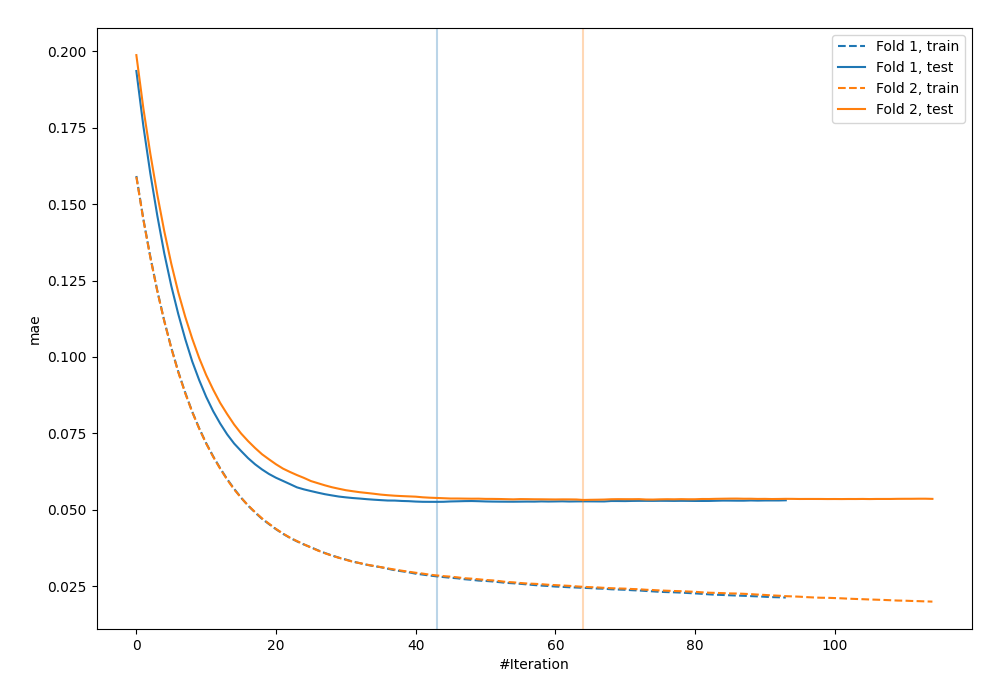 0.200
0.175
0.150
0.125
0.100
0.075
0.050
0.025
mae
0
20
40
60
80
100
#Iteration
Fold 1, train
Fold 1, test
Fold 2, train
Fold 2, test